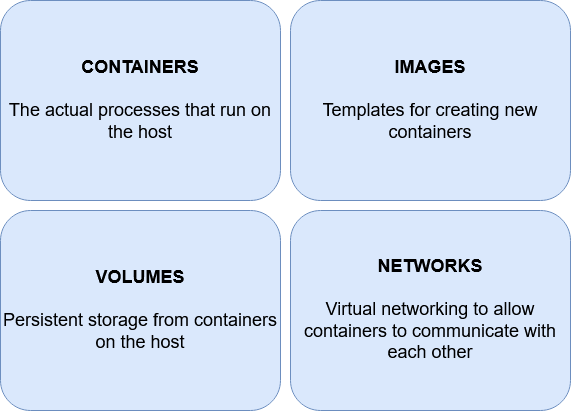 CONTAINERS
The actual processes that run on
the host
IMAGES
Templates for creating new
containers
VOLUMES
Persistent storage from containers
on the host
NETWORKS
Virtual networking to allow
containers to communicate with
each other